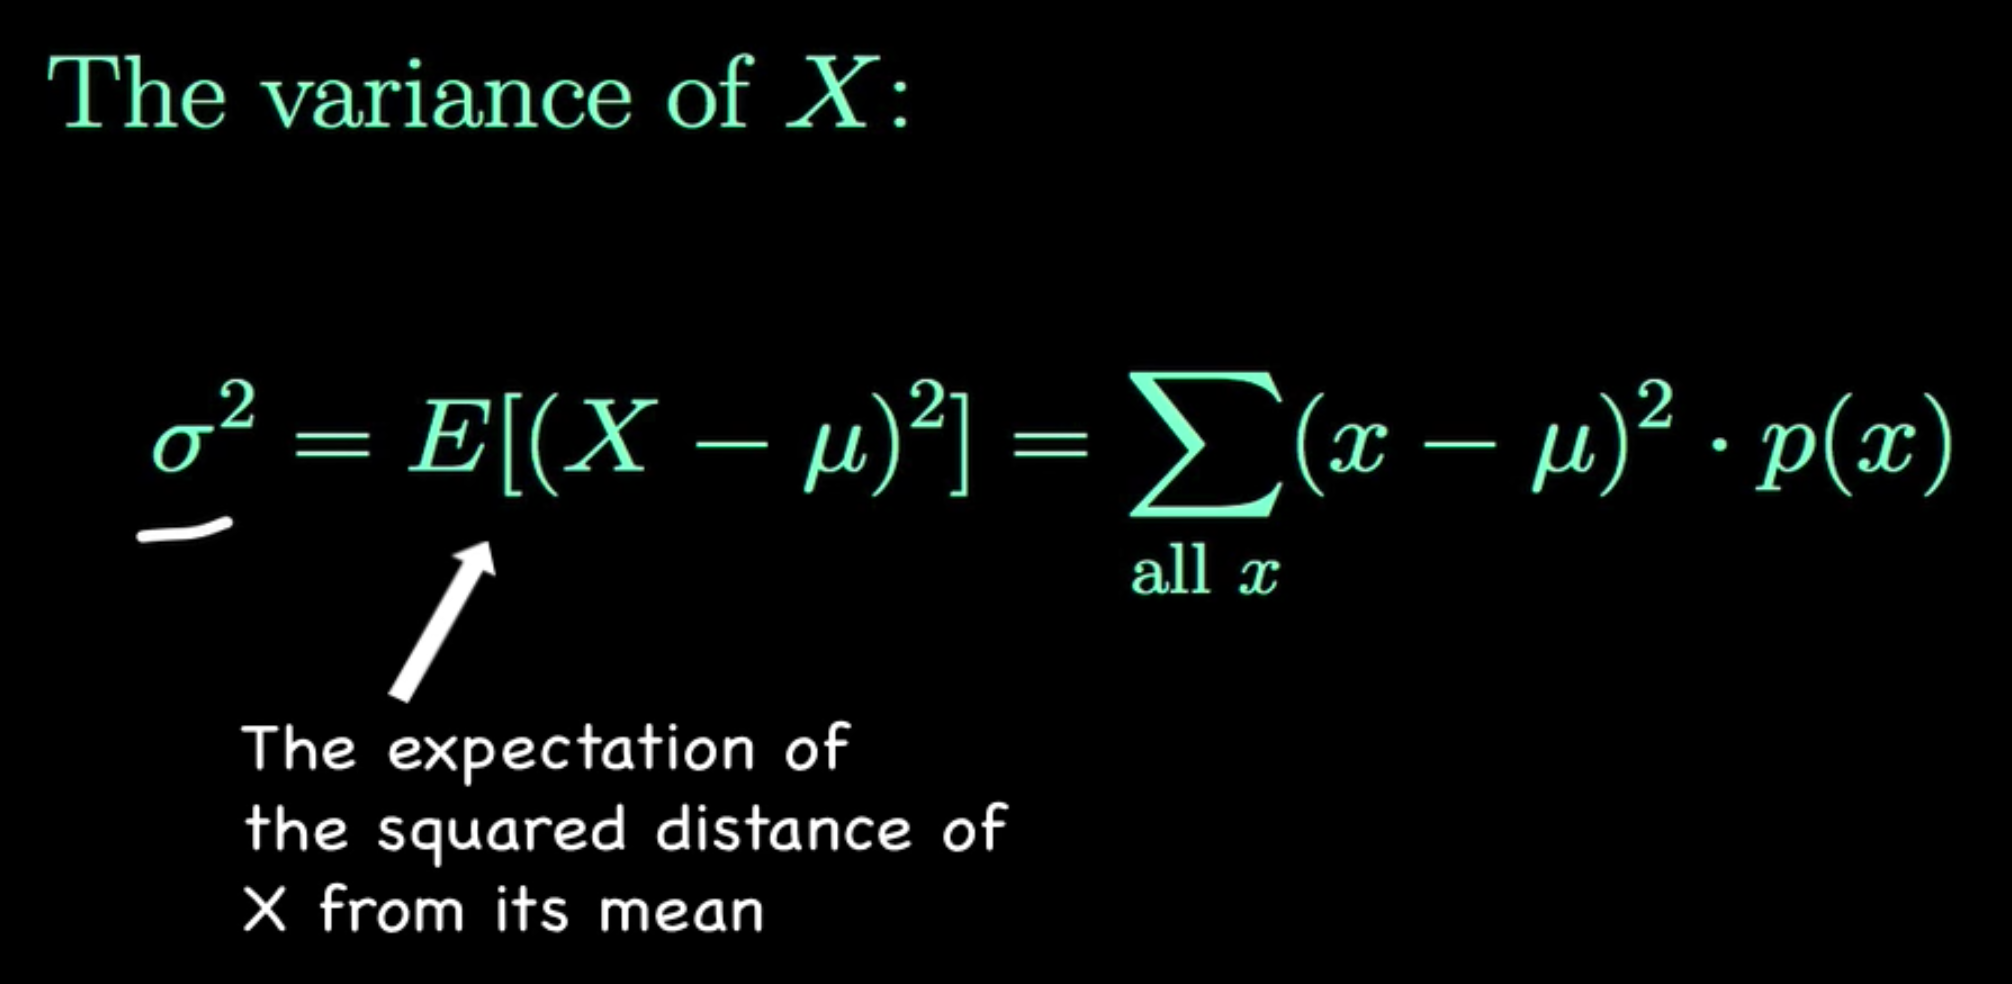 The variance of X:
σ² = E[(X − μ)²] = ∑(x − μ)² · p(x)
all x
The expectation of
the squared distance of
X from its mean